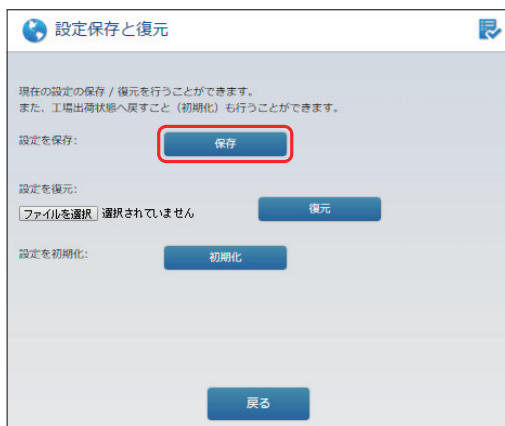 設定保存と復元
現在の設定の保存 / 復元を行うことができます。
また、工場出荷状態へ戻すこと（初期化）も行うことができます。
設定を保存:
保存
設定を復元:
ファイルを選択 選択されていません
復元
設定を初期化:
初期化
戻る